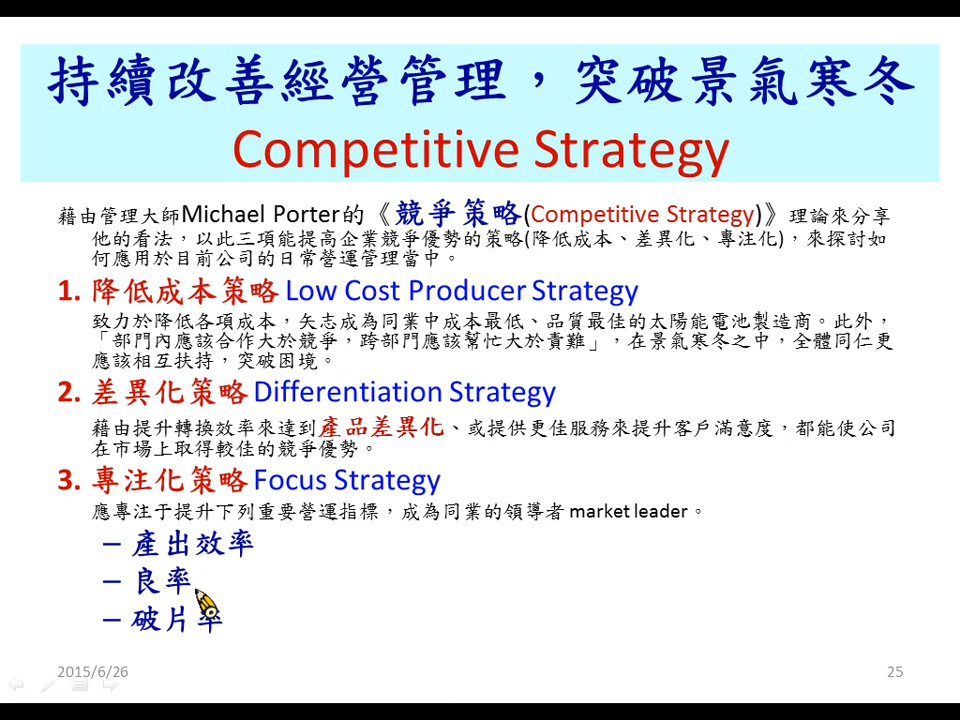 持續改善經營管理，突破景氣寒冬
Competitive Strategy
藉由管理大師Michael Porter的《競爭策略(Competitive Strategy)》理論來分享
他的看法，以此三項能提高企業競爭優勢的策略(降低成本、差異化、專注化)，來探討如
何應用於目前公司的日常營運管理當中。
1. 降低成本策略 Low Cost Producer Strategy
致力於降低各項成本，矢志成為同業中成本最低、品質最佳的太陽能電池製造商。此外，
「部門內應該合作大於競爭，跨部門應該幫忙大於責難」，在景氣寒冬之中，全體同仁更
應該相互扶持，突破困境。
2. 差異化策略 Differentiation Strategy
藉由提升轉換效率來達到產品差異化、或提供更佳服務來提升客戶滿意度，都能使公司
在市場上取得較佳的競爭優勢。
3. 專注化策略 Focus Strategy
應專注于提升下列重要營運指標，成為同業的領導者 market leader。
– 產出效率
– 良率
– 破片率
2015/6/26
25